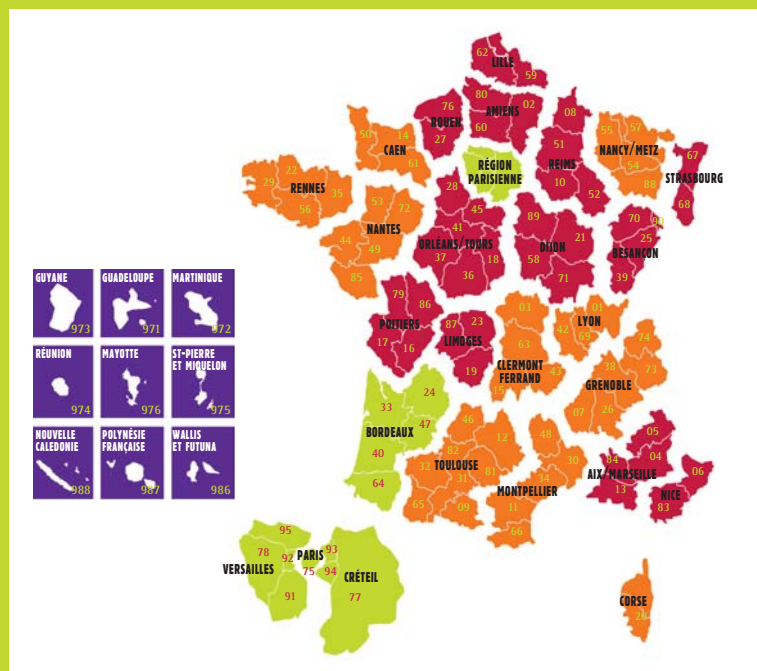 62
LILLE
59
80
02
AMIENS
60
76
ROUEN
27
08
51
REIMS
10
52
55
57
NANCY/METZ
54
88
67
STRASBOURG
68
50
14
CAEN
61
RÉGION
PARISIENNE
22
29
RENNES
35
56
53
72
NANTES
44
49
85
28
45
41
ORLÉANS/TOURS
37
18
36
89
21
DIJON
58
71
70
90
25
BESANÇON
39
79
86
POITIERS
17
16
87
23
LIMOGES
19
03
63
CLERMONT
FERRAND
43
15
01
LYON
42
69
74
38
73
GRENOBLE
07
26
24
33
47
BORDEAUX
40
64
46
12
82
TOULOUSE
32
31
81
65
09
48
30
34
MONTPELLIER
11
66
05
84
04
AIX/MARSEILLE
13
06
NICE
83
CORSE
20
GUYANE
973
GUADELOUPE
971
MARTINIQUE
972
RÉUNION
974
MAYOTTE
976
ST-PIERRE
ET MIQUELON
975
NOUVELLE
CALEDONIE
988
POLYNÉSIE
FRANÇAISE
987
WALLIS
ET FUTUNA
986
95
78
92
VERSAILLES
91
PARIS
75
93
94
CRÉTEIL
77